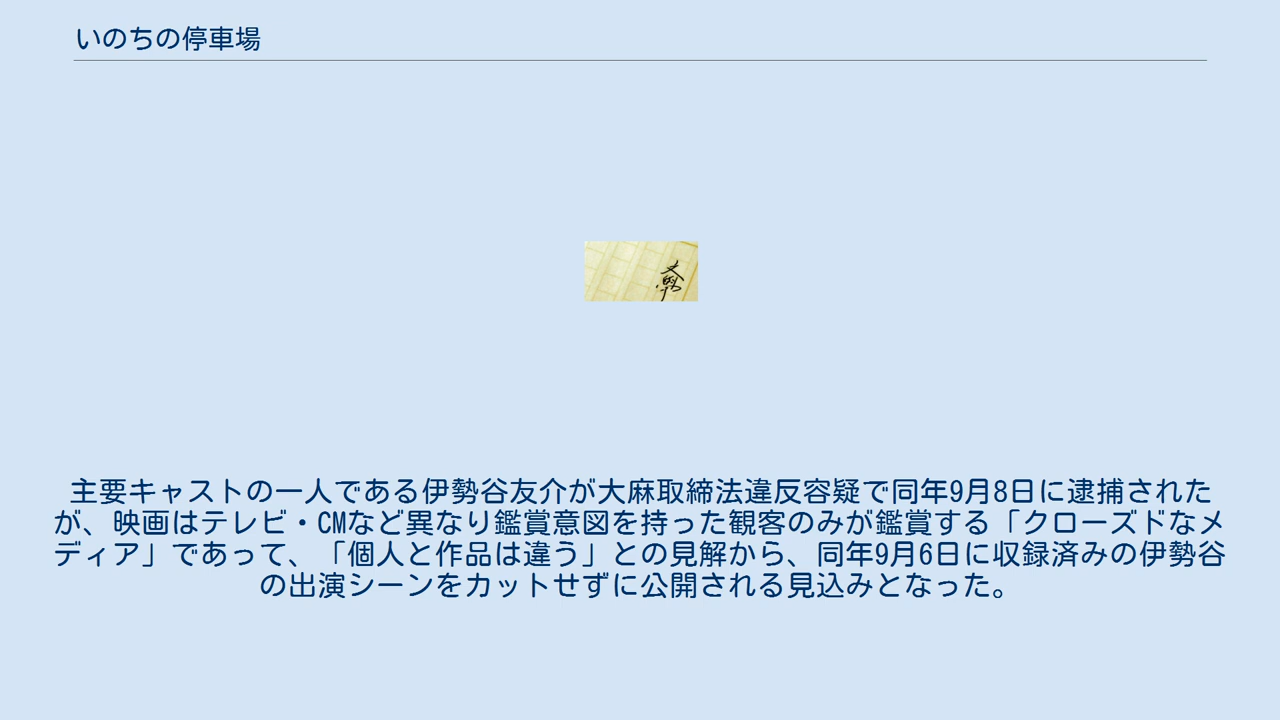 いのちの停車場
主要キャストの一人である伊勢谷友介が大麻取締法違反容疑で同年9月8日に逮捕された
が、映画はテレビ・CMなど異なり鑑賞意図を持った観客のみが鑑賞する「クローズドなメ
ディア」であって、「個人と作品は違う」との見解から、同年9月6日に収録済みの伊勢谷
の出演シーンをカットせずに公開される見込みとなった。